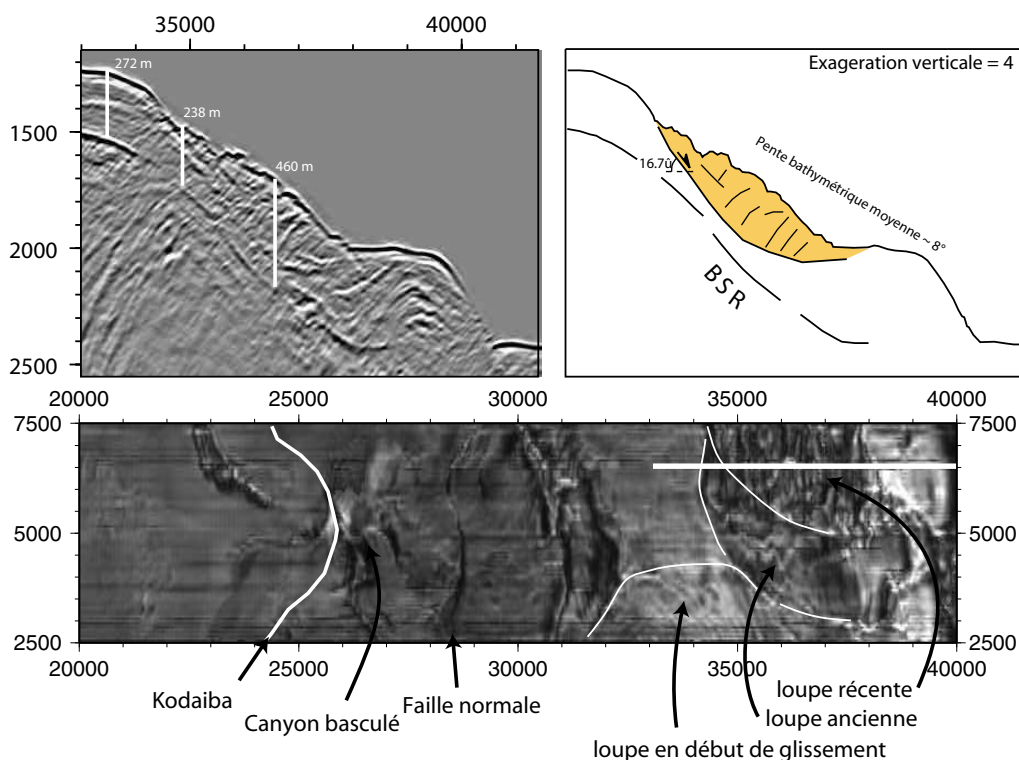 35000 40000
272 m
238 m
460 m
1500
2000
2500
Exageration verticale = 4
Pente bathymétrique moyenne ~ 8°
16.7û
BSR
20000 25000 30000 35000 40000
7500 7500
5000 5000
2500 2500
20000 25000 30000 35000 40000
Kodaiba
Canyon basculé
Faille normale
loupe récente
loupe ancienne
loupe en début de glissement